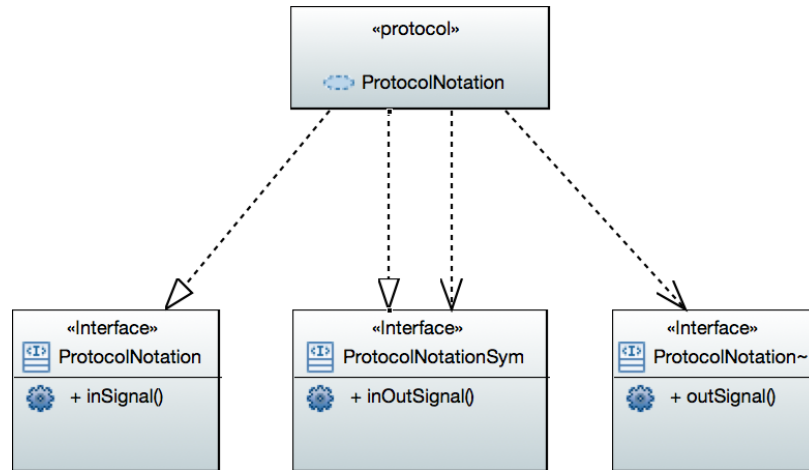 «protocol»
ProtocolNotation
«Interface»
<I> ProtocolNotation
+ inSignal()
«Interface»
<I> ProtocolNotationSym
+ inOutSignal()
«Interface»
<I> ProtocolNotation~
+ outSignal()